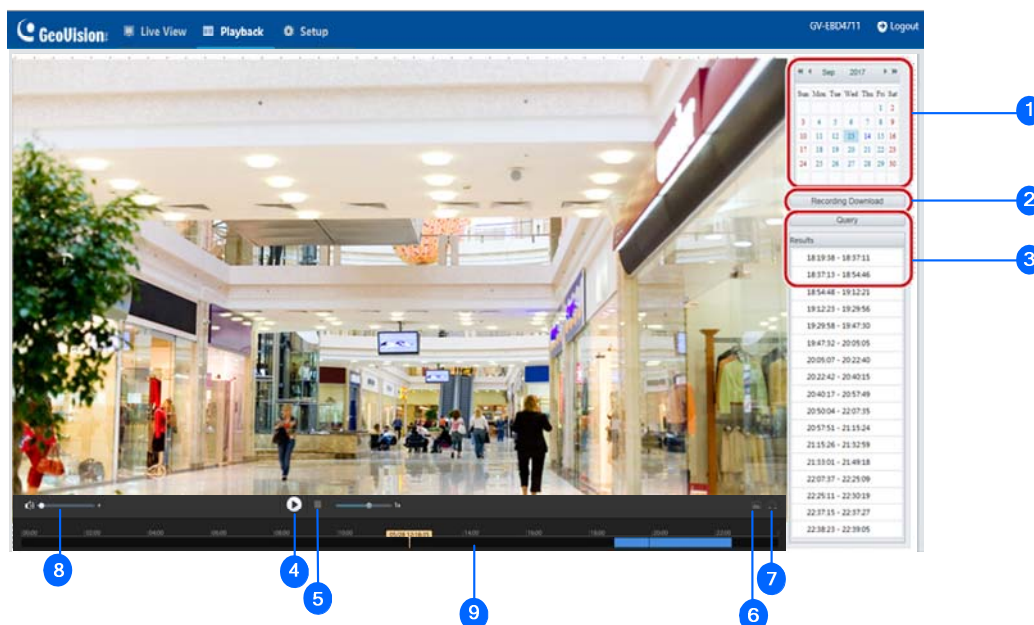 GeoVision Live View Playback Setup GV-EBD4711 Logout
Sep 2017
Sun Mon Tue Wed Thu Fri Sat
1 2
3 4 5 6 7 8 9
10 11 12 13 14 15 16
17 18 19 20 21 22 23
24 25 26 27 28 29 30
1
Recording Download
2
Query
Results
3
18:19:38 - 18:37:11
18:37:13 - 18:54:46
18:54:48 - 19:12:21
19:12:23 - 19:29:56
19:29:58 - 19:47:30
19:47:32 - 20:05:05
20:05:07 - 20:22:40
20:22:42 - 20:40:15
20:40:17 - 20:57:49
20:50:04 - 22:07:35
20:57:51 - 21:15:24
21:15:26 - 21:32:59
21:33:01 - 21:49:18
22:07:37 - 22:25:09
22:25:11 - 22:30:19
22:37:15 - 22:37:27
22:38:23 - 22:39:05
1x
00:00 02:00 04:00 06:00 08:00 10:00 05/28 12:18:15 14:00 16:00 18:00 20:00 22:00
8 4 5 9 6 7